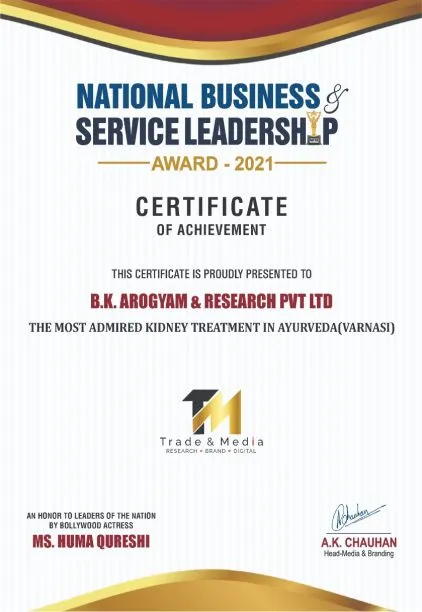 NATIONAL BUSINESS &
SERVICE LEADERSHIP
AWARD - 2021
CERTIFICATE
OF ACHIEVEMENT
THIS CERTIFICATE IS PROUDLY PRESENTED TO
B.K. AROGYAM & RESEARCH PVT LTD
THE MOST ADMIRED KIDNEY TREATMENT IN AYURVEDA(VARNASI)
TM
Trade & Media
RESEARCH • BRAND • DIGITAL
AN HONOR TO LEADERS OF THE NATION
BY BOLLYWOOD ACTRESS
MS. HUMA QURESHI
A.K. CHAUHAN
Head-Media & Branding